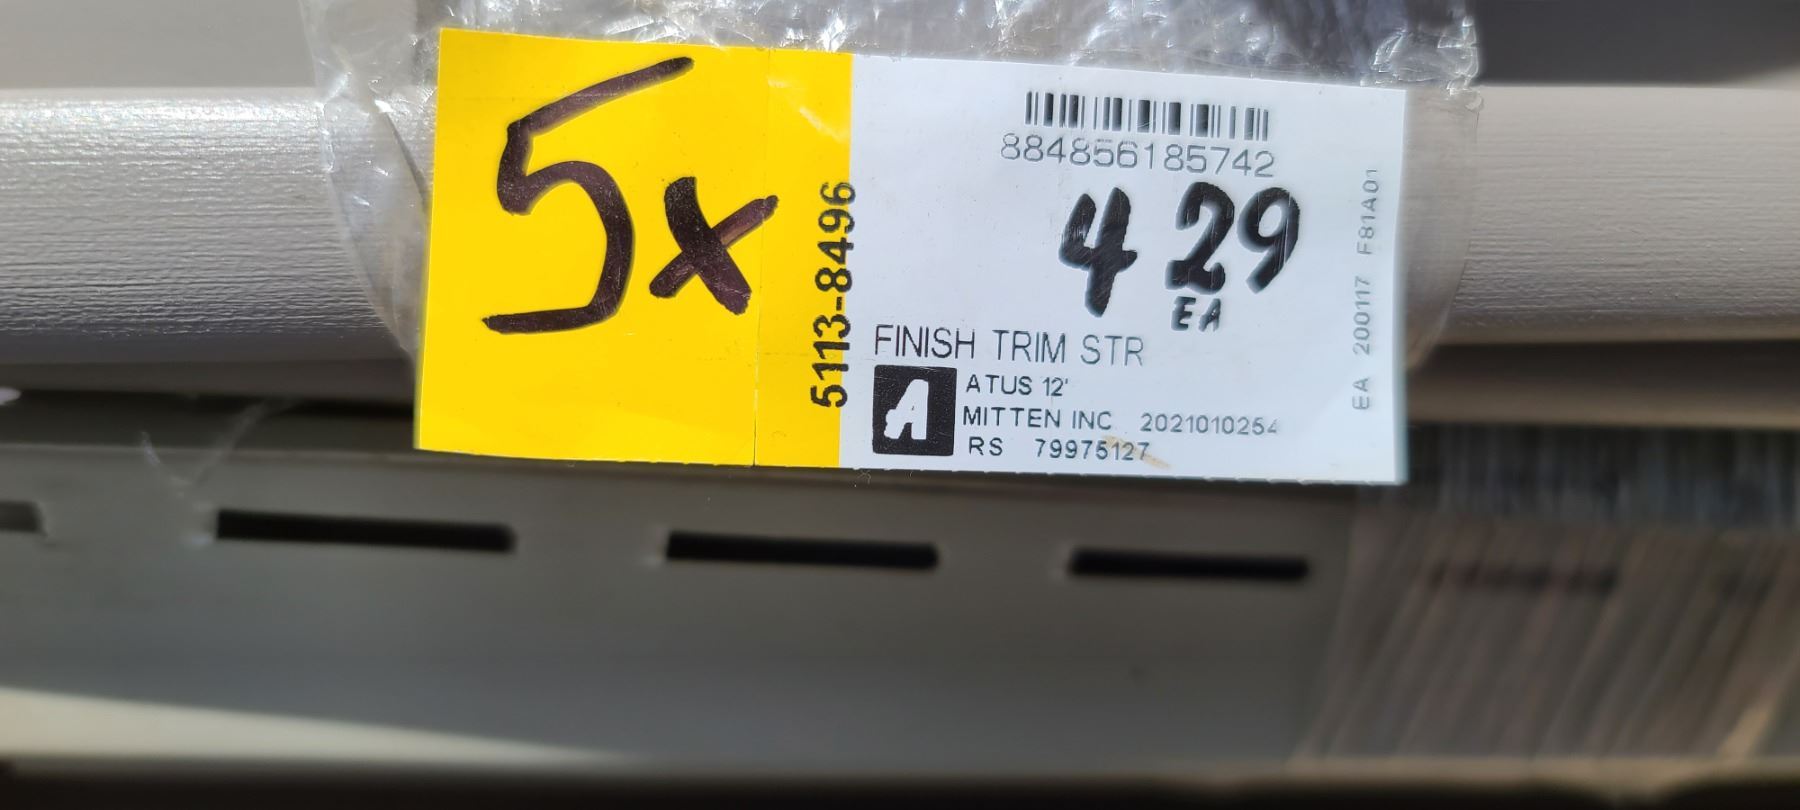 5x
5113-8496
884856185742
4 29
EA
FINISH TRIM STR
A
ATUS 12'
MITTEN INC 2021010254
RS 79975127
EA 200117 F81A01